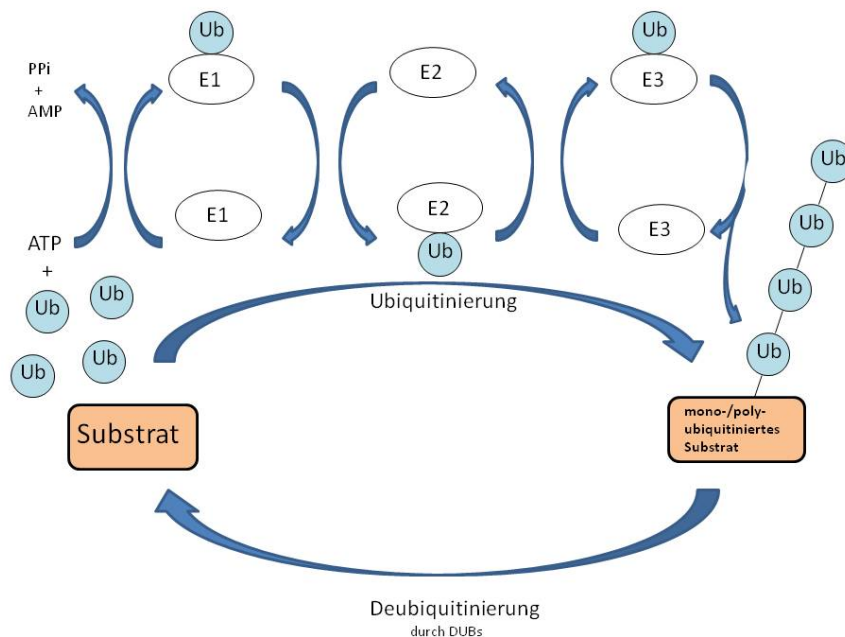 Ub
Ub
PPi
+
AMP
E1
E2
E3
Ub
E1
E2
E3
Ub
ATP
+
Ub
Ub
Ub
Ub
Ub
Ub
Ub
Ubiquitinierung
Ub
Substrat
mono-/poly-
ubiquitiniertes
Substrat
Deubiquitinierung
durch DUBs